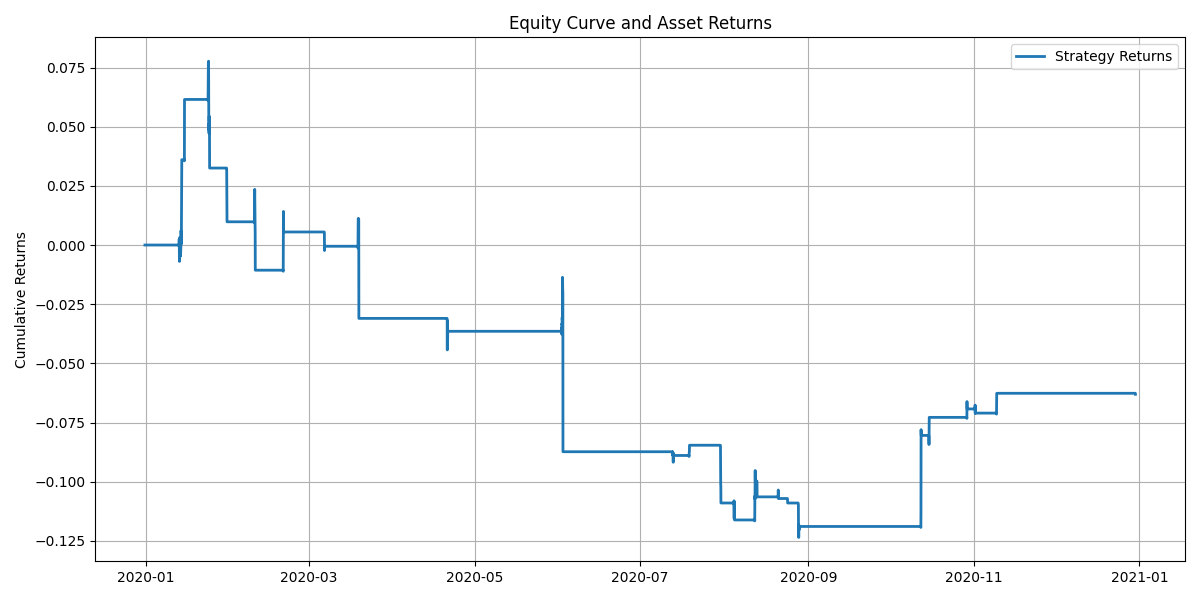 Equity Curve and Asset Returns
Strategy Returns
Cumulative Returns
0.075
0.050
0.025
0.000
−0.025
−0.050
−0.075
−0.100
−0.125
2020-01 2020-03 2020-05 2020-07 2020-09 2020-11 2021-01